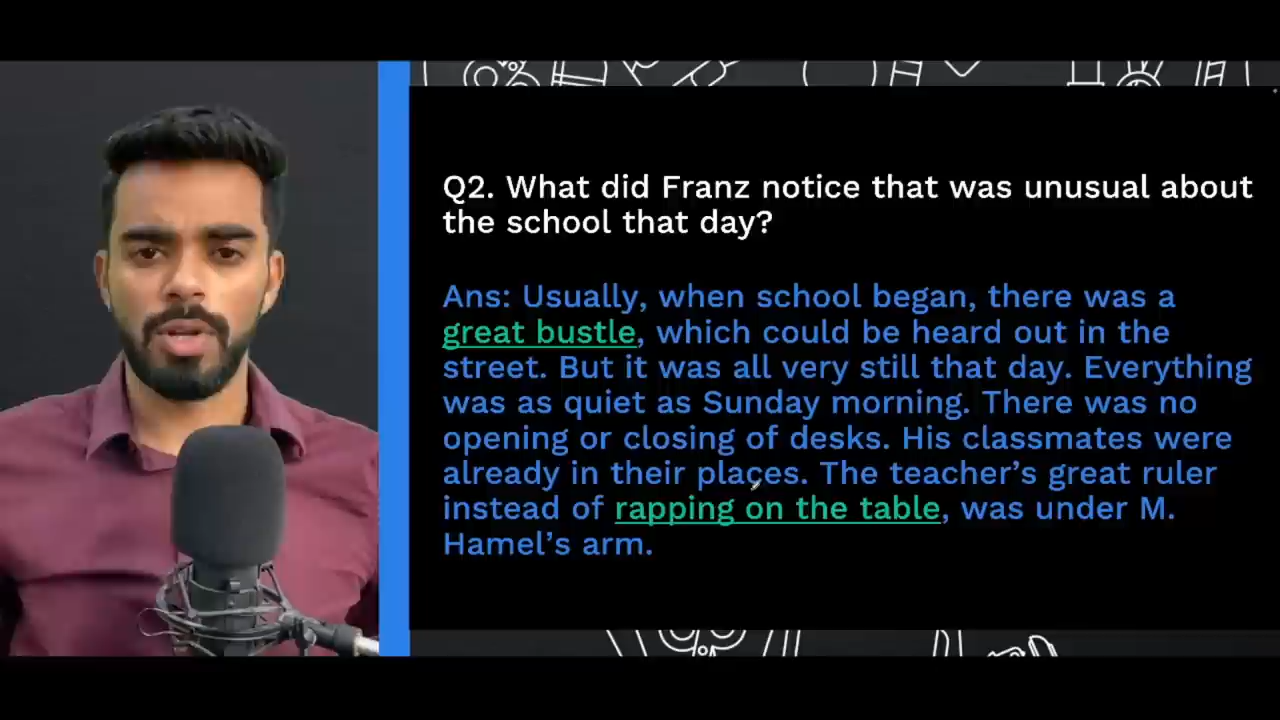 Q2. What did Franz notice that was unusual about
the school that day?
Ans: Usually, when school began, there was a
great bustle, which could be heard out in the
street. But it was all very still that day. Everything
was as quiet as Sunday morning. There was no
opening or closing of desks. His classmates were
already in their places. The teacher’s great ruler
instead of rapping on the table, was under M.
Hamel’s arm.